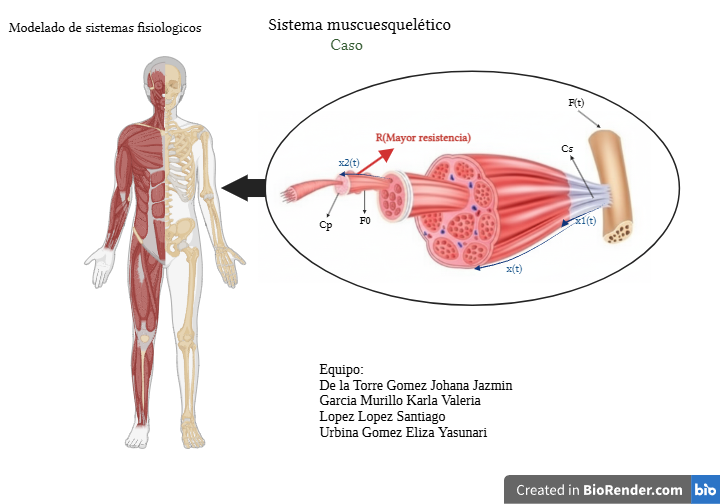 Modelado de sistemas fisiologicos
Sistema muscuesquelético
Caso
F(t)
R(Mayor resistencia)
Cs
x2(t)
x1(t)
Cp
F0
x(t)
Equipo:
De la Torre Gomez Johana Jazmin
Garcia Murillo Karla Valeria
Lopez Lopez Santiago
Urbina Gomez Eliza Yasunari
Created in BioRender.com bio